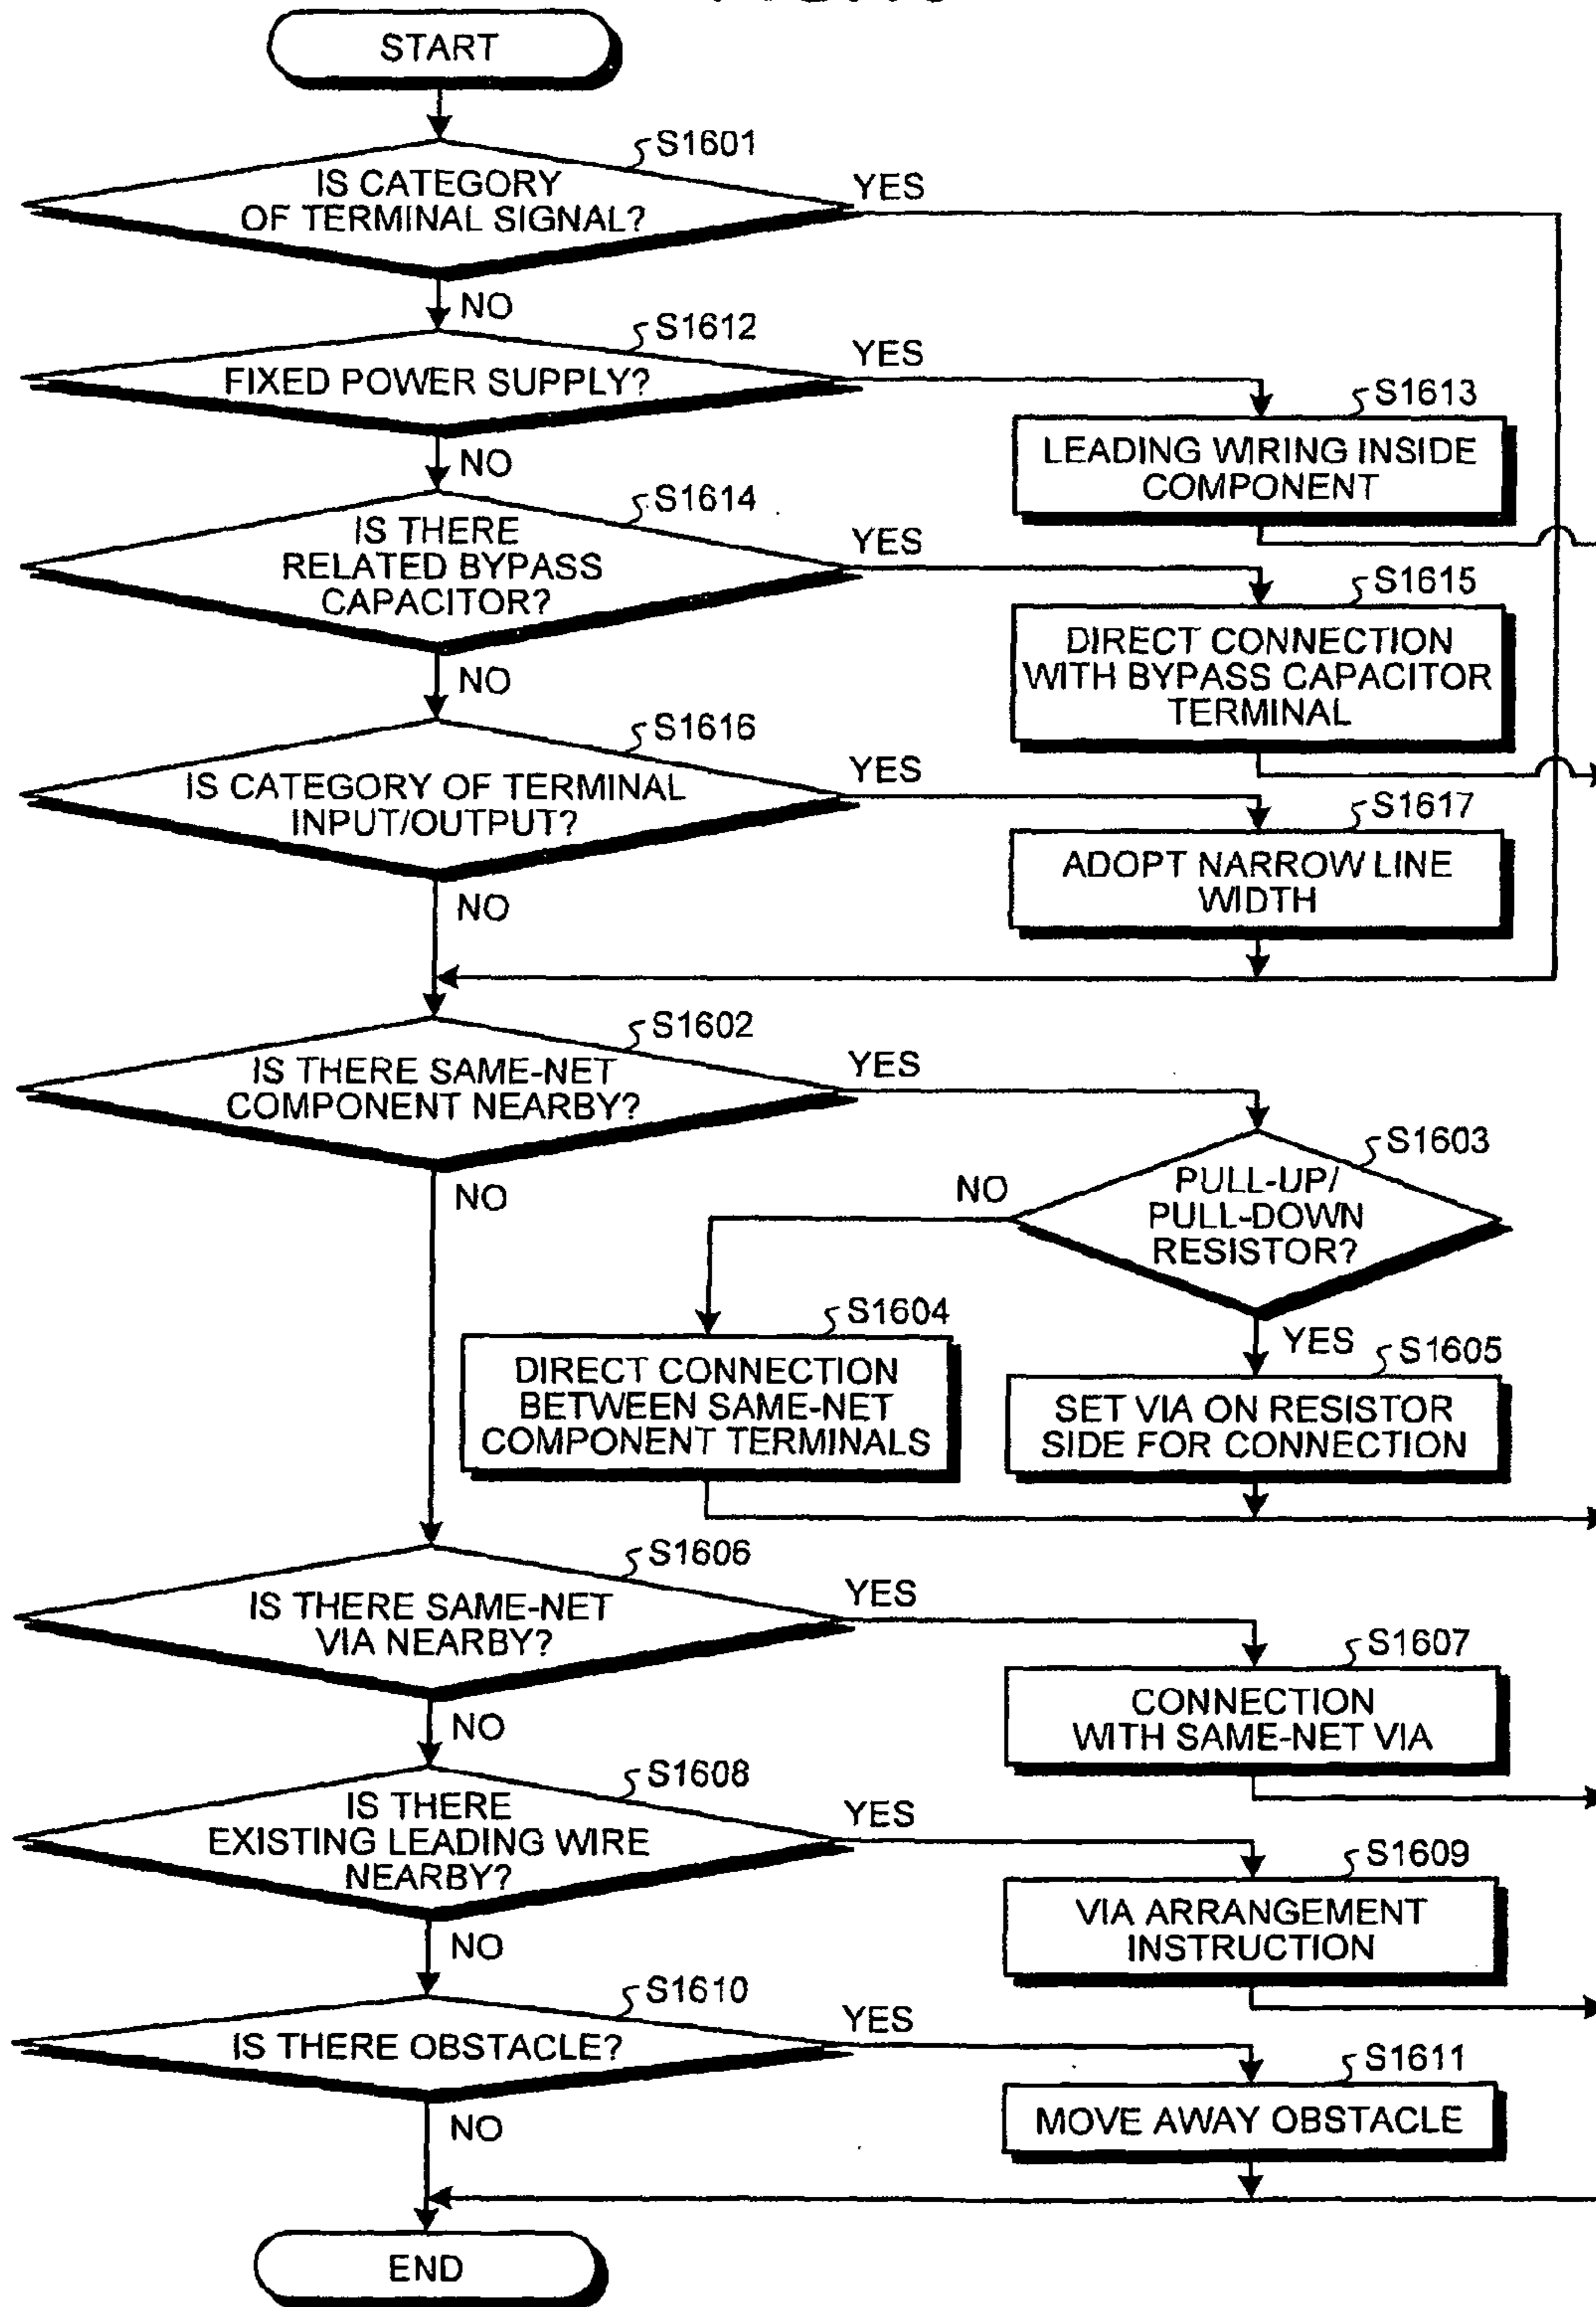 START
S1601
IS CATEGORY
OF TERMINAL SIGNAL?
YES
NO
S1612
FIXED POWER SUPPLY?
YES
NO
S1613
LEADING WIRING INSIDE
COMPONENT
S1614
IS THERE
RELATED BYPASS
CAPACITOR?
YES
NO
S1615
DIRECT CONNECTION
WITH BYPASS CAPACITOR
TERMINAL
S1616
IS CATEGORY OF TERMINAL
INPUT/OUTPUT?
YES
NO
S1617
ADOPT NARROW LINE
WIDTH
S1602
IS THERE SAME-NET
COMPONENT NEARBY?
YES
NO
S1603
PULL-UP/
PULL-DOWN
RESISTOR?
NO
YES
S1604
DIRECT CONNECTION
BETWEEN SAME-NET
COMPONENT TERMINALS
S1605
SET VIA ON RESISTOR
SIDE FOR CONNECTION
S1606
IS THERE SAME-NET
VIA NEARBY?
YES
NO
S1607
CONNECTION
WITH SAME-NET VIA
S1608
IS THERE
EXISTING LEADING WIRE
NEARBY?
YES
NO
S1609
VIA ARRANGEMENT
INSTRUCTION
S1610
IS THERE OBSTACLE?
YES
NO
S1611
MOVE AWAY OBSTACLE
END